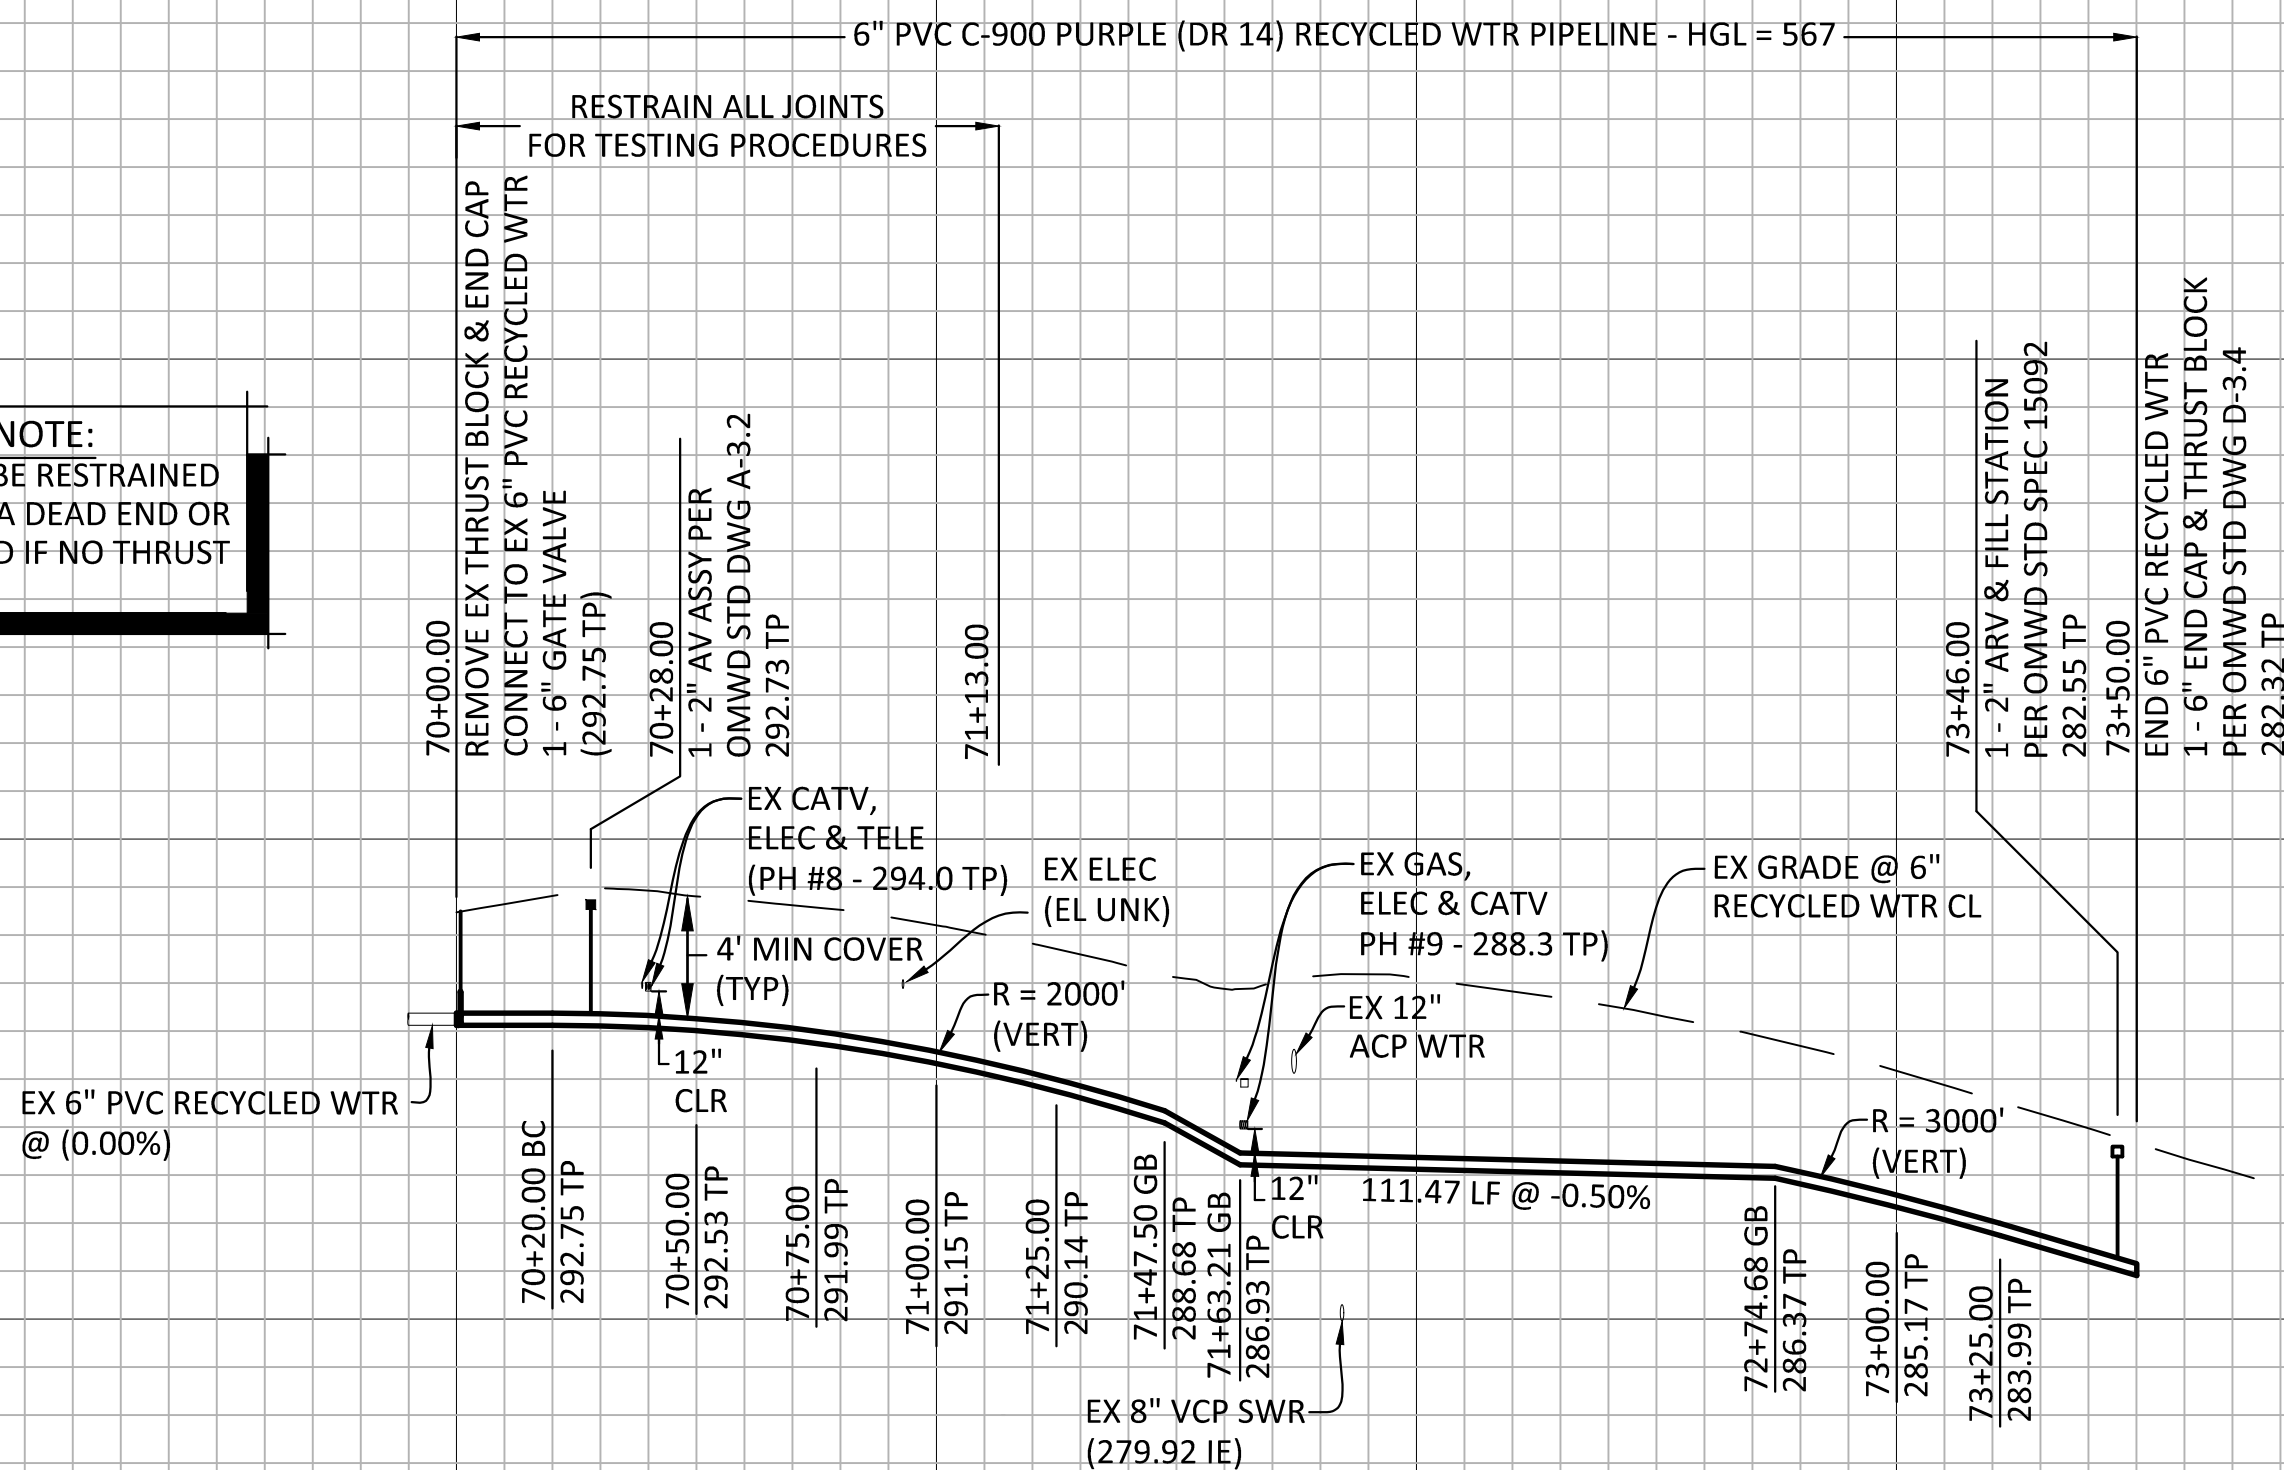 6" PVC C-900 PURPLE (DR 14) RECYCLED WTR PIPELINE - HGL = 567
RESTRAIN ALL JOINTS
FOR TESTING PROCEDURES
NOTE:
BE RESTRAINED
A DEAD END OR
D IF NO THRUST
70+00.00
REMOVE EX THRUST BLOCK & END CAP
CONNECT TO EX 6" PVC RECYCLED WTR
1 - 6" GATE VALVE
(292.75 TP)
70+28.00
1 - 2" AV ASSY PER
OMWD STD DWG A-3.2
292.73 TP
71+13.00
73+46.00
1 - 2" ARV & FILL STATION
PER OMWD STD SPEC 15092
282.55 TP
73+50.00
END 6" PVC RECYCLED WTR
1 - 6" END CAP & THRUST BLOCK
PER OMWD STD DWG D-3.4
282.32 TP
EX CATV,
ELEC & TELE
(PH #8 - 294.0 TP)
EX ELEC
(EL UNK)
EX GAS,
ELEC & CATV
PH #9 - 288.3 TP)
EX GRADE @ 6"
RECYCLED WTR CL
4' MIN COVER
(TYP)
R = 2000'
(VERT)
EX 12"
ACP WTR
12"
CLR
EX 6" PVC RECYCLED WTR
@ (0.00%)
R = 3000'
(VERT)
12"
CLR
111.47 LF @ -0.50%
70+20.00 BC
292.75 TP
70+50.00
292.53 TP
70+75.00
291.99 TP
71+00.00
291.15 TP
71+25.00
290.14 TP
71+47.50 GB
288.68 TP
71+63.21 GB
286.93 TP
72+74.68 GB
286.37 TP
73+00.00
285.17 TP
73+25.00
283.99 TP
EX 8" VCP SWR
(279.92 IE)